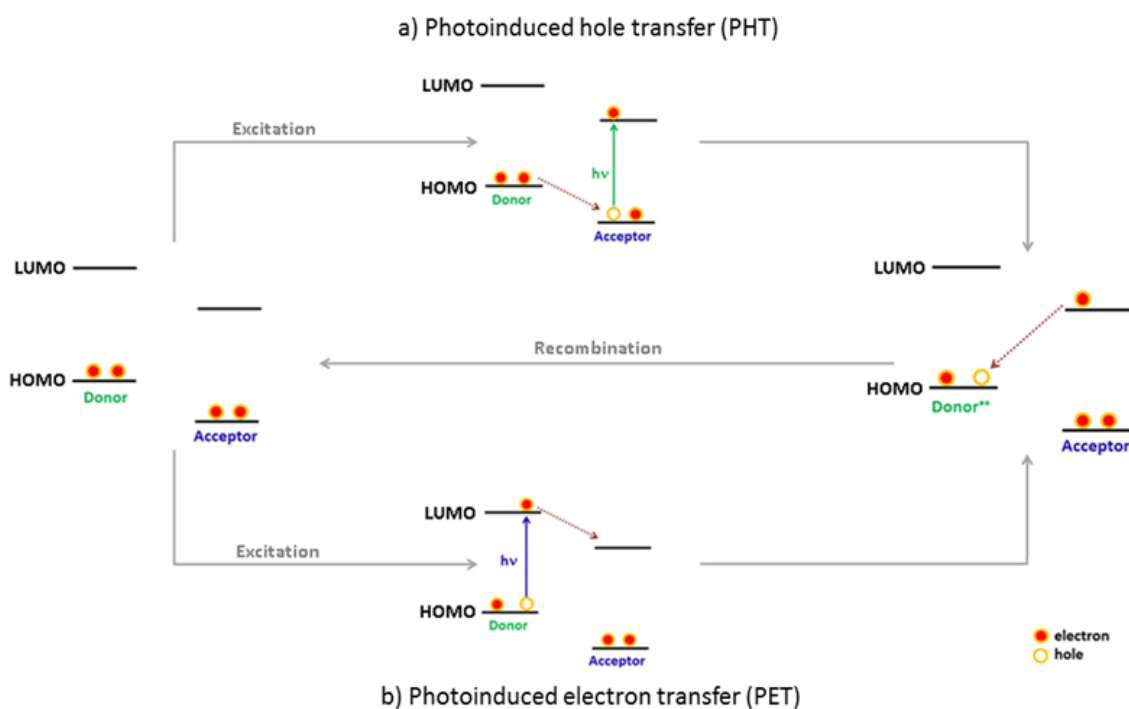 a) Photoinduced hole transfer (PHT)
LUMO
Excitation
hν
HOMO
Donor
Acceptor
LUMO
HOMO
Donor
Acceptor
Recombination
LUMO
HOMO
Donor•+
Acceptor
LUMO
Excitation
hν
HOMO
Donor
Acceptor
electron
hole
b) Photoinduced electron transfer (PET)